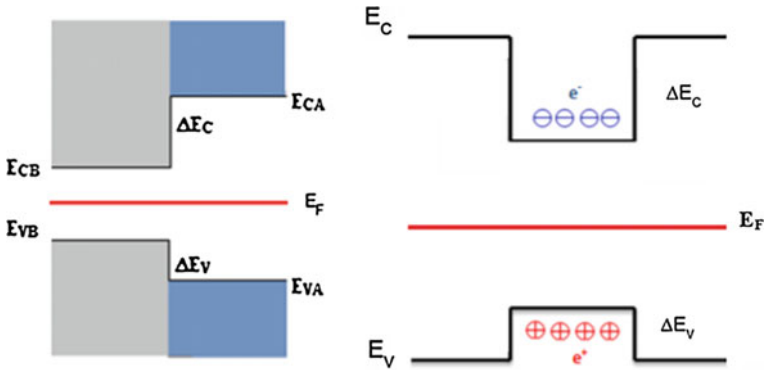 E_CA
ΔE_C
E_CB
E_F
E_VB
ΔE_V
E_VA
E_C
e⁻
ΔE_C
E_F
ΔE_V
e⁺
E_V